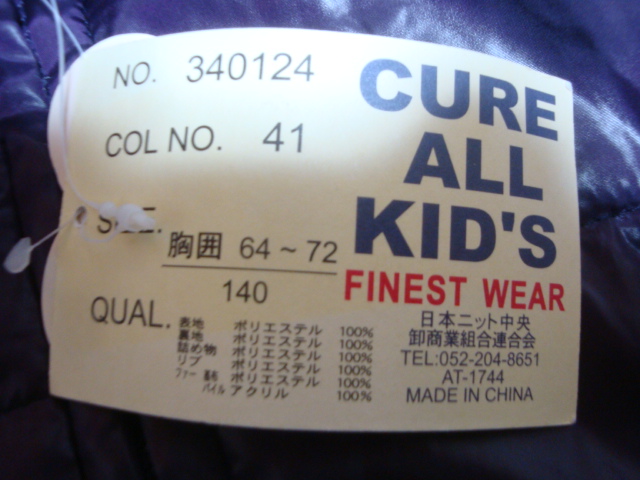 NO. 340124
COL NO. 41
SIZE.
胸囲 64～72
140
QUAL.
表地 ポリエステル 100%
裏地 ポリエステル 100%
詰め物 ポリエステル 100%
リブ ポリエステル 100%
ファー 基布 ポリエステル 100%
パイル アクリル 100%
CURE
ALL
KID'S
FINEST WEAR
日本ニット中央
卸商業組合連合会
TEL:052-204-8651
AT-1744
MADE IN CHINA